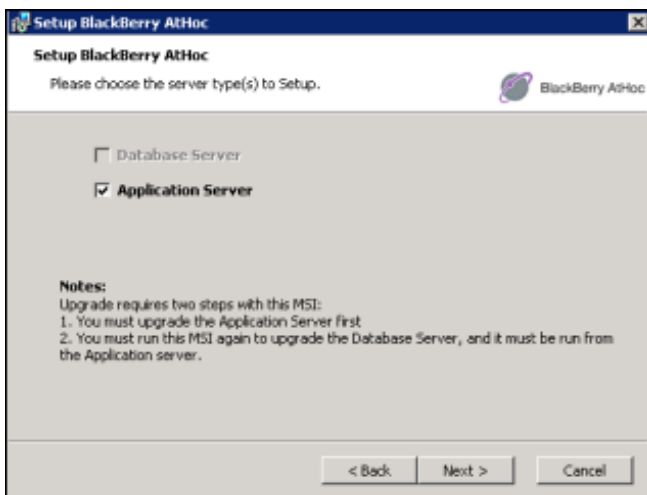 Setup BlackBerry AtHoc
Setup BlackBerry AtHoc
Please choose the server type(s) to Setup.
BlackBerry AtHoc
Database Server
Application Server
Notes:
Upgrade requires two steps with this MSI:
1. You must upgrade the Application Server first
2. You must run this MSI again to upgrade the Database Server, and it must be run from
the Application server.
< Back
Next >
Cancel